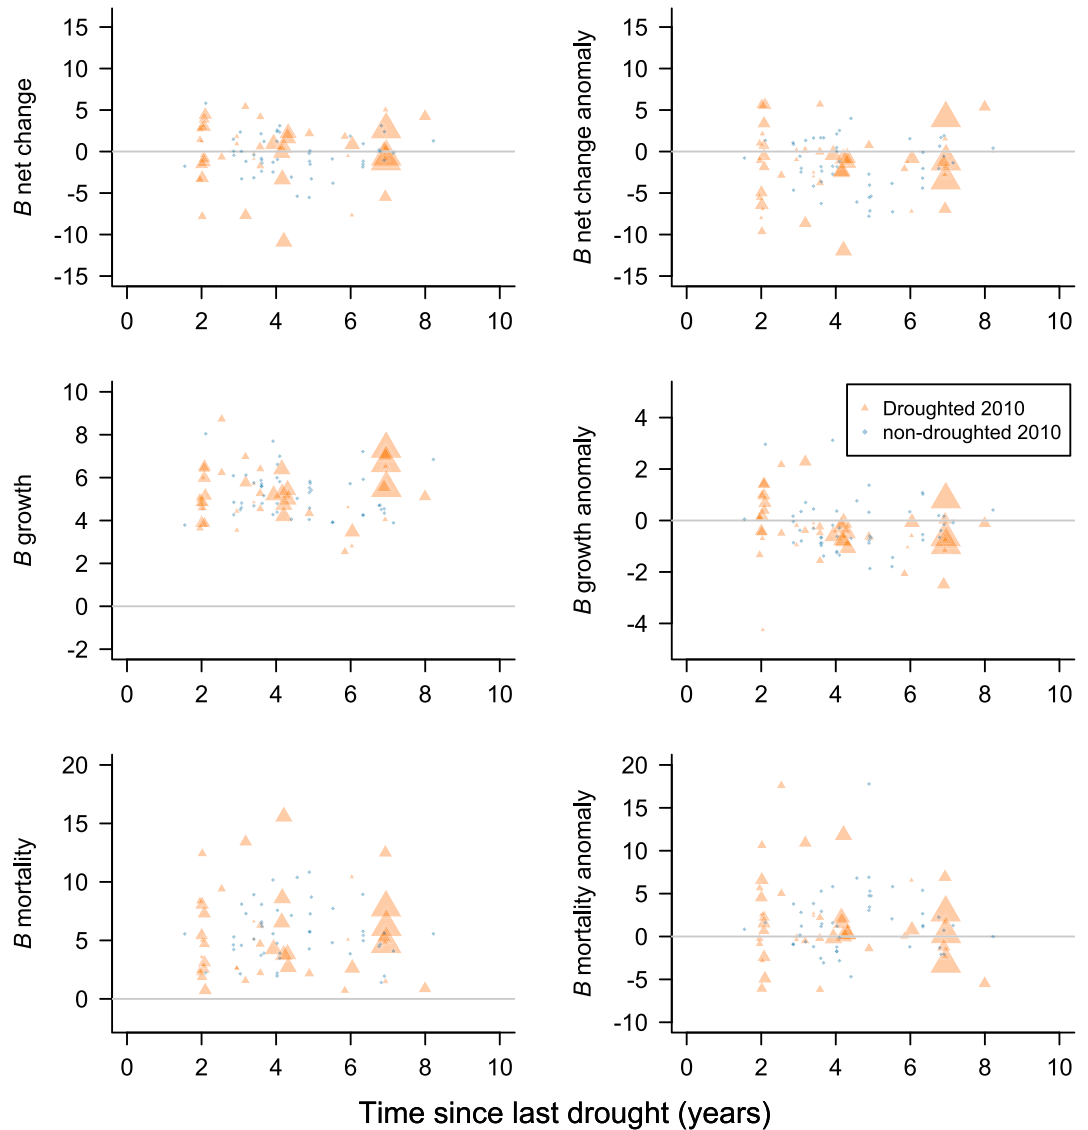 B net change
15
10
5
0
-5
-10
-15
0 2 4 6 8 10
B net change anomaly
15
10
5
0
-5
-10
-15
0 2 4 6 8 10
B growth
10
8
6
4
2
0
-2
0 2 4 6 8 10
B growth anomaly
4
2
0
-2
-4
0 2 4 6 8 10
Droughted 2010
non-droughted 2010
B mortality
20
15
10
5
0
0 2 4 6 8 10
B mortality anomaly
20
15
10
5
0
-5
-10
0 2 4 6 8 10
Time since last drought (years)